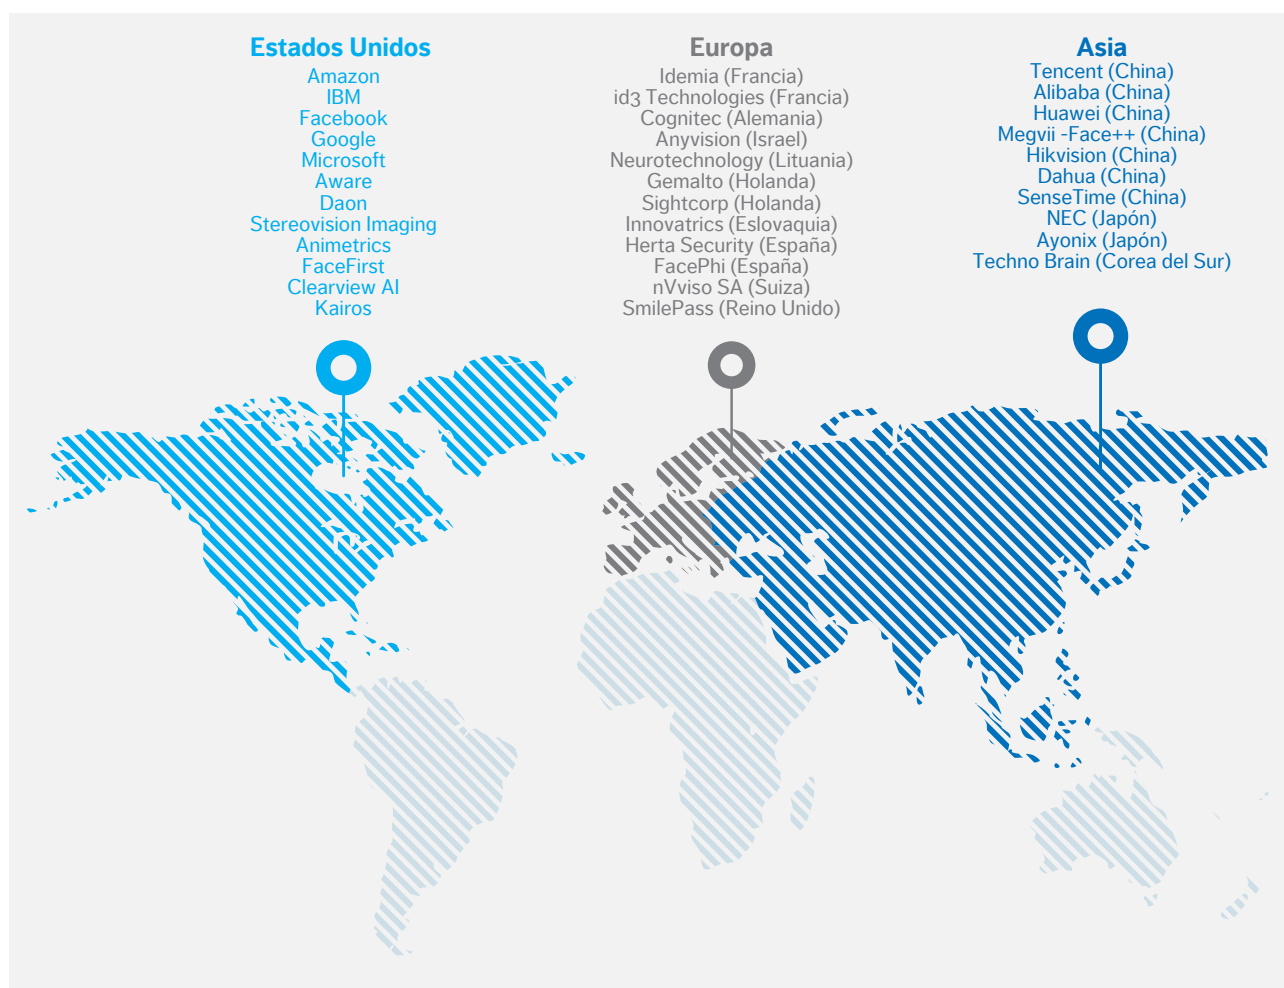 Estados Unidos
Amazon
IBM
Facebook
Google
Microsoft
Aware
Daon
Stereovision Imaging
Animetrics
FaceFirst
Clearview AI
Kairos
Europa
Idemia (Francia)
id3 Technologies (Francia)
Cognitec (Alemania)
Anyvision (Israel)
Neurotechnology (Lituania)
Gemalto (Holanda)
Sightcorp (Holanda)
Innovatrics (Eslovaquia)
Herta Security (España)
FacePhi (España)
nVviso SA (Suiza)
SmilePass (Reino Unido)
Asia
Tencent (China)
Alibaba (China)
Huawei (China)
Megvii -Face++ (China)
Hikvision (China)
Dahua (China)
SenseTime (China)
NEC (Japón)
Ayonix (Japón)
Techno Brain (Corea del Sur)